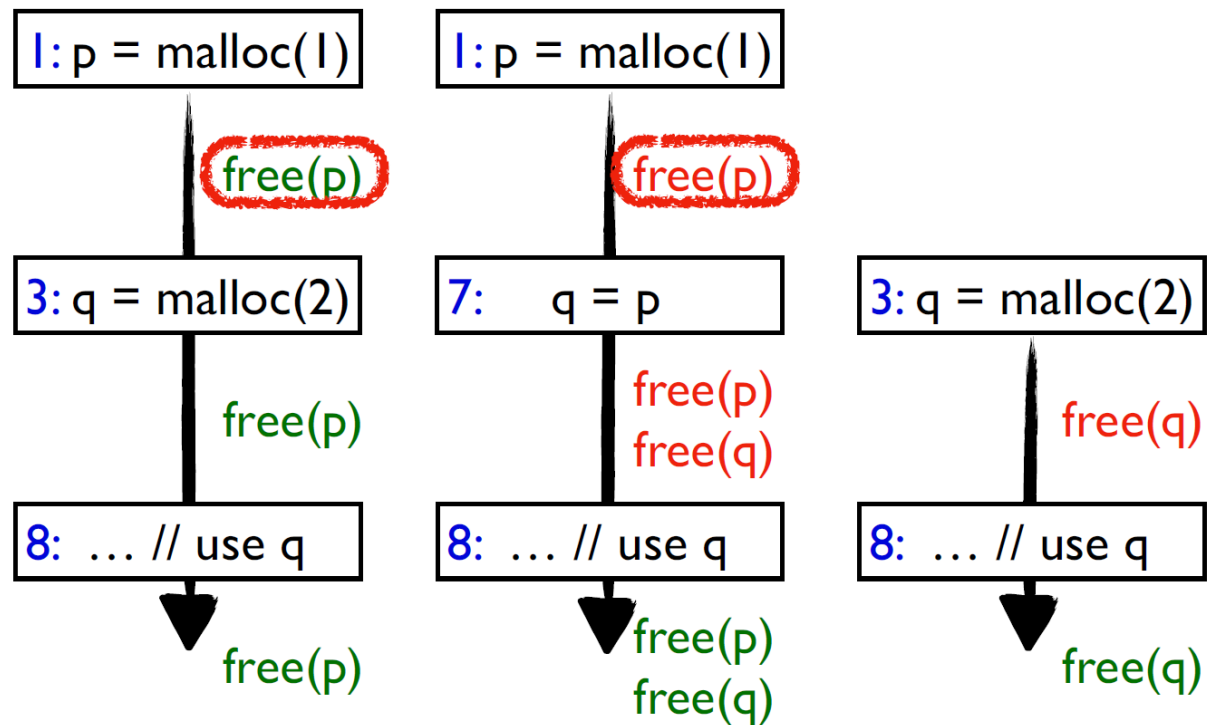 1: p = malloc(1)
free(p)
3: q = malloc(2)
free(p)
8: … // use q
free(p)
1: p = malloc(1)
free(p)
7: q = p
free(p)
free(q)
8: … // use q
free(p)
free(q)
3: q = malloc(2)
free(q)
8: … // use q
free(q)